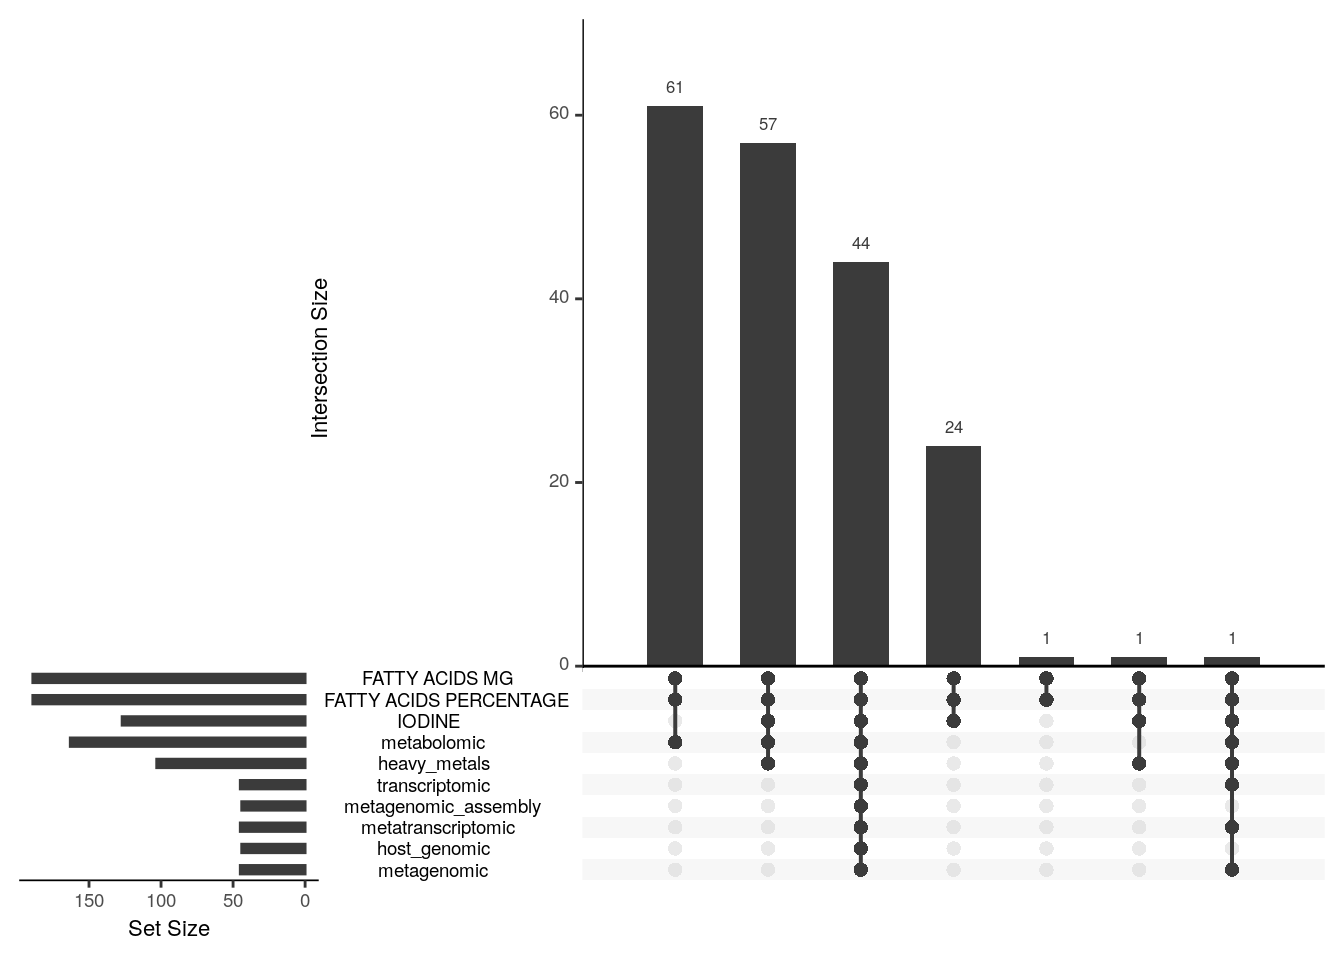 61
57
44
24
1
1
1
60
40
20
0
Intersection Size
FATTY ACIDS MG
FATTY ACIDS PERCENTAGE
IODINE
metabolomic
heavy_metals
transcriptomic
metagenomic_assembly
metatranscriptomic
host_genomic
metagenomic
150 100 50 0
Set Size